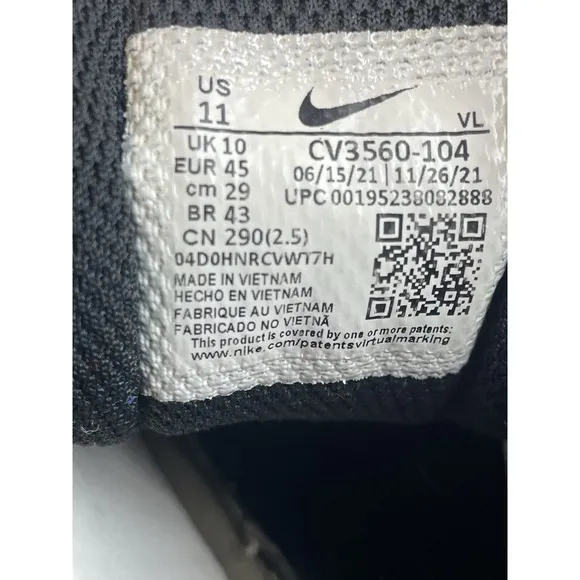 US
11
VL
UK 10
EUR 45
cm 29
BR 43
CN 290(2.5)
CV3560-104
06/15/21 | 11/26/21
UPC 00195238082888
04D0HNRCVWT7H
MADE IN VIETNAM
HECHO EN VIETNAM
FABRIQUE AU VIETNAM
FABRICADO NO VIETNÃ
This product is covered by one or more patents:
www.nike.com/patentsvirtualmarking